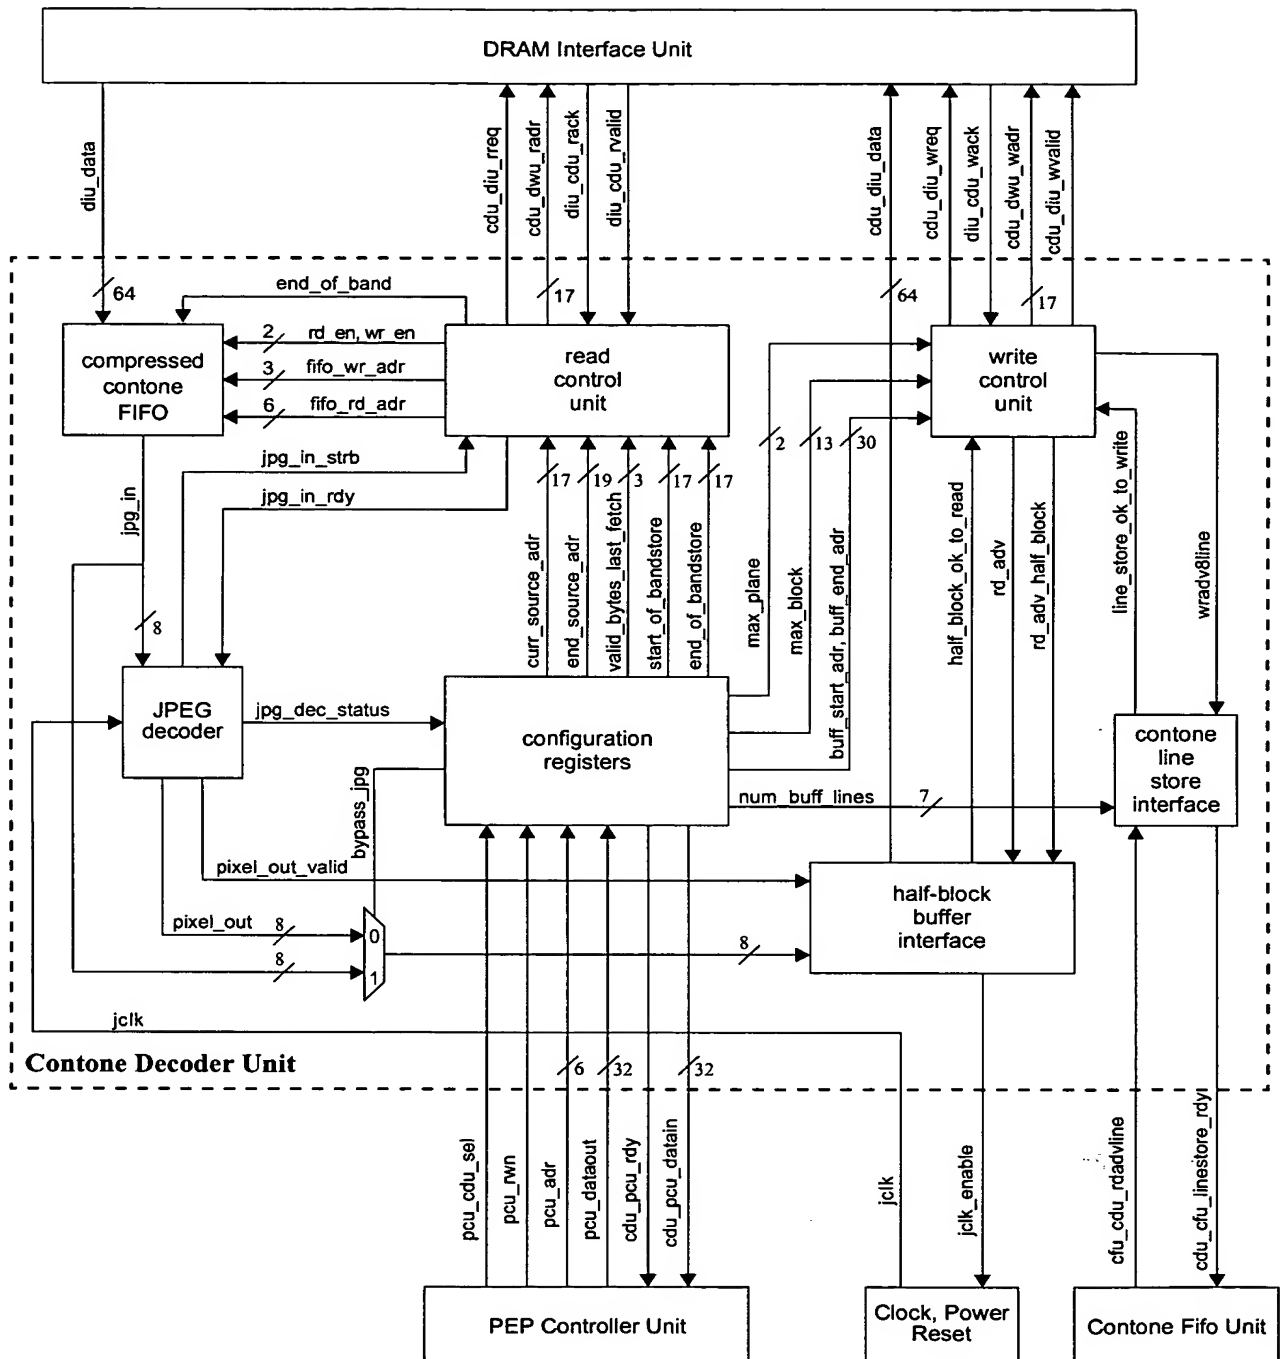 DRAM Interface Unit
diu_data
cdu_diu_rreq
cdu_dwu_radr
diu_cdu_rack
diu_cdu_rvalid
cdu_diu_data
cdu_diu_wreq
diu_cdu_wack
cdu_dwu_wadr
cdu_diu_wvalid
64
end_of_band
17
64
17
compressed
contone
FIFO
2
rd_en, wr_en
3
fifo_wr_adr
6
fifo_rd_adr
read
control
unit
write
control
unit
jpg_in
jpg_in_strb
jpg_in_rdy
8
17
19
3
17
17
curr_source_adr
end_source_adr
valid_bytes_last_fetch
start_of_bandstore
end_of_bandstore
2
13
30
max_plane
max_block
buff_start_adr, buff_end_adr
half_block_ok_to_read
rd_adv
rd_adv_half_block
line_store_ok_to_write
wradv8line
JPEG
decoder
jpg_dec_status
configuration
registers
contone
line
store
interface
bypass_jpg
num_buff_lines
7
pixel_out_valid
pixel_out
8
0
8
1
8
half-block
buffer
interface
jclk
Contone Decoder Unit
6
32
32
pcu_cdu_sel
pcu_rwn
pcu_adr
pcu_dataout
cdu_pcu_rdy
cdu_pcu_datain
jclk
jclk_enable
cfu_cdu_rdadvline
cdu_cfu_linestore_rdy
PEP Controller Unit
Clock, Power
Reset
Contone Fifo Unit